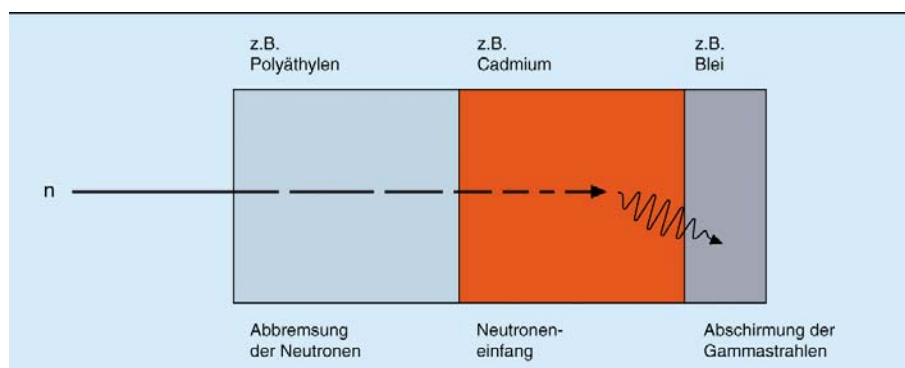 z.B.
Polyäthylen
z.B.
Cadmium
z.B.
Blei
n
Abbremsung
der Neutronen
Neutronen-
einfang
Abschirmung der
Gammastrahlen